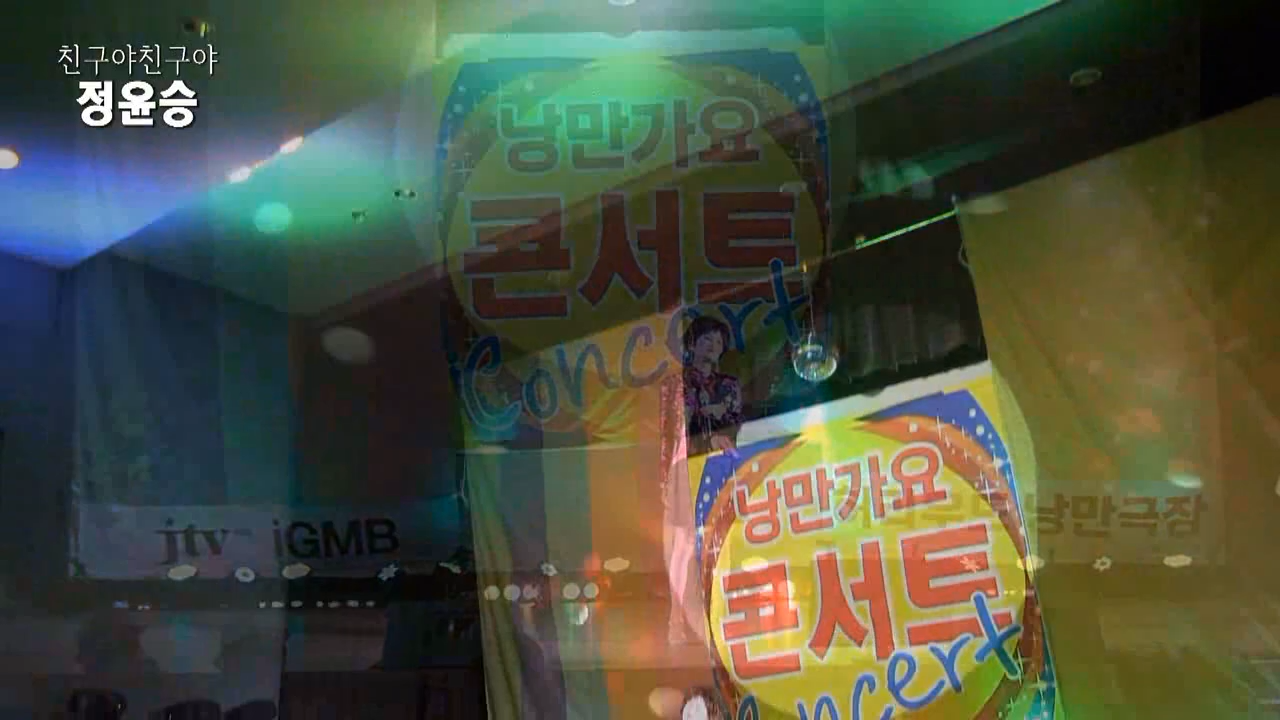 친구야친구야
정윤승
낭만가요
콘서트
Concert
낭만가요
콘서트
Concert
jtv iGMB
낭만극장